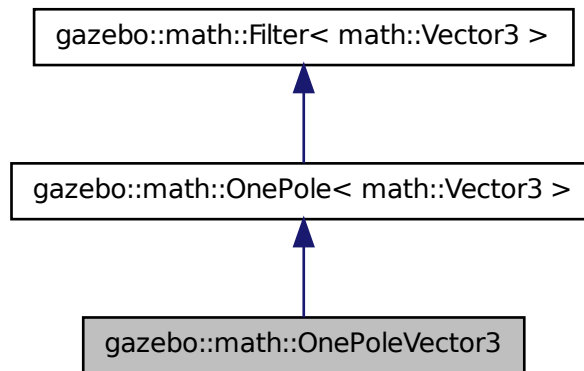 gazebo::math::Filter< math::Vector3 >
gazebo::math::OnePole< math::Vector3 >
gazebo::math::OnePoleVector3